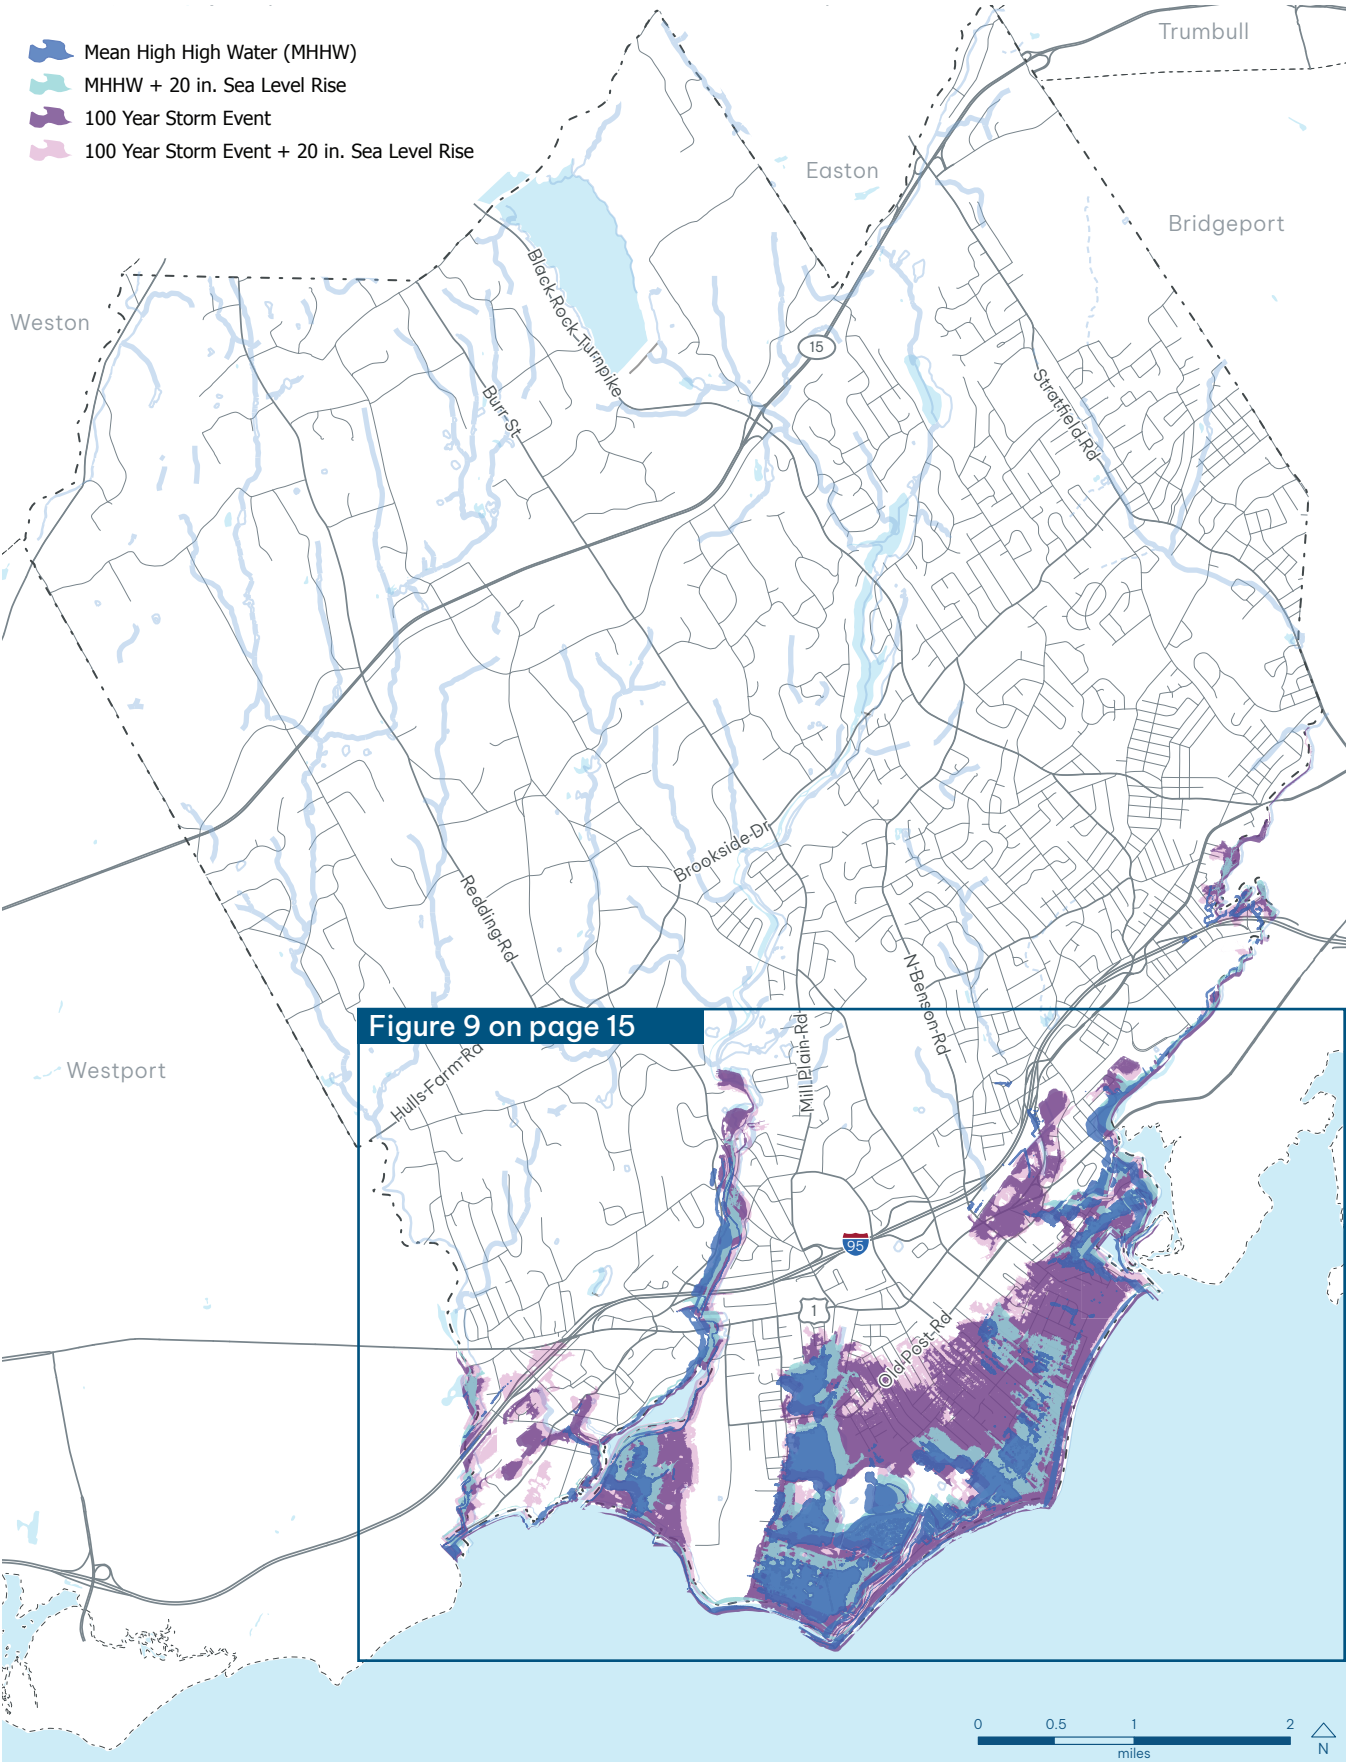 Mean High High Water (MHHW)
MHHW + 20 in. Sea Level Rise
100 Year Storm Event
100 Year Storm Event + 20 in. Sea Level Rise
Trumbull
Easton
Bridgeport
Weston
Black Rock Turnpike
15
Burr St
Stratfield Rd
Brookside Dr
Redding Rd
N Benson Rd
Figure 9 on page 15
Mill Plain Rd
Hulls Farm Rd
Westport
95
1
Old Post Rd
0 0.5 1 2
miles
N